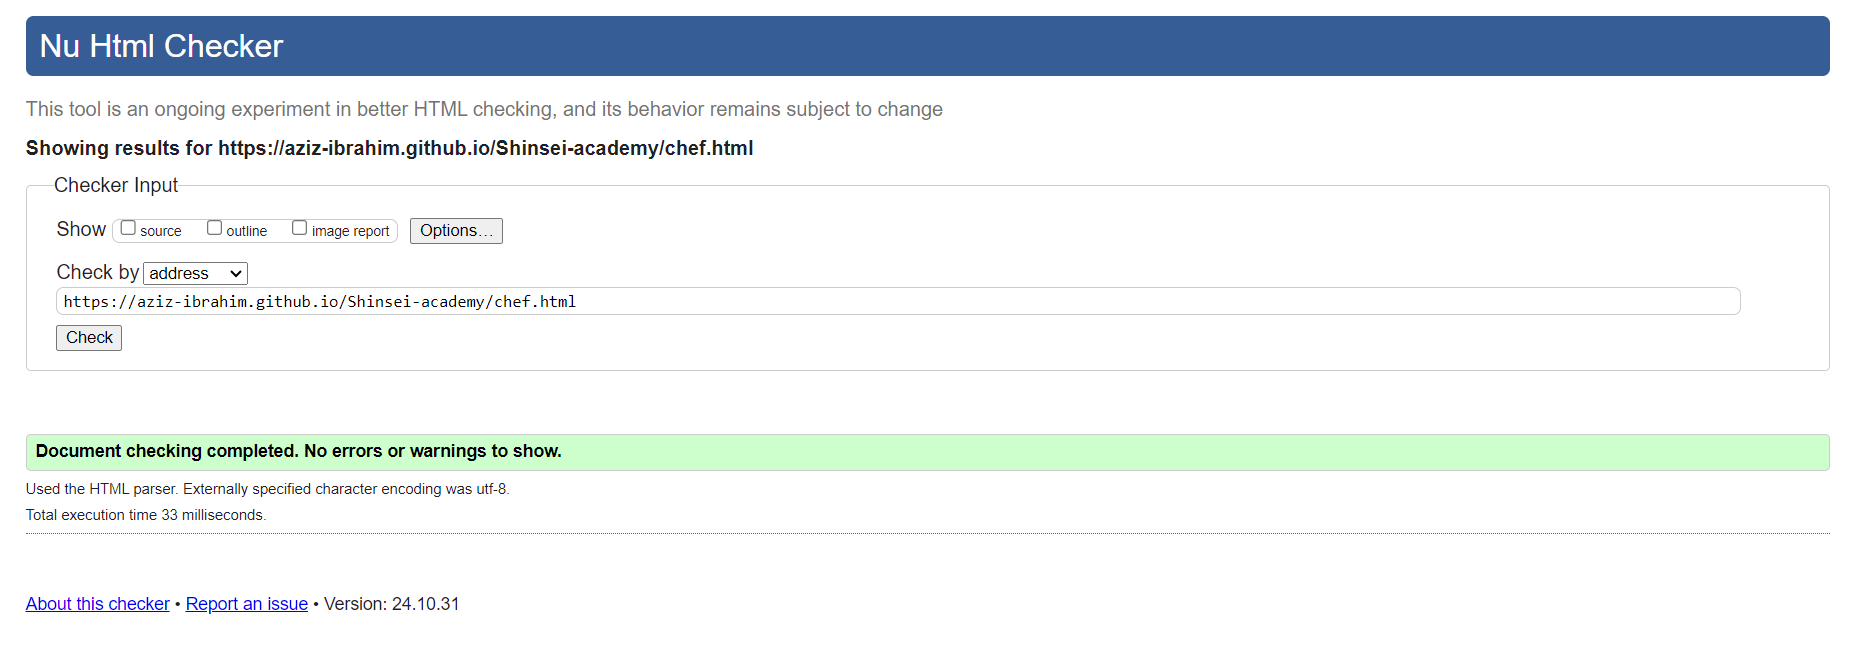 Nu Html Checker
This tool is an ongoing experiment in better HTML checking, and its behavior remains subject to change
Showing results for https://aziz-ibrahim.github.io/Shinsei-academy/chef.html
Checker Input
Show source outline image report Options...
Check by address
https://aziz-ibrahim.github.io/Shinsei-academy/chef.html
Check
Document checking completed. No errors or warnings to show.
Used the HTML parser. Externally specified character encoding was utf-8.
Total execution time 33 milliseconds.
About this checker • Report an issue • Version: 24.10.31